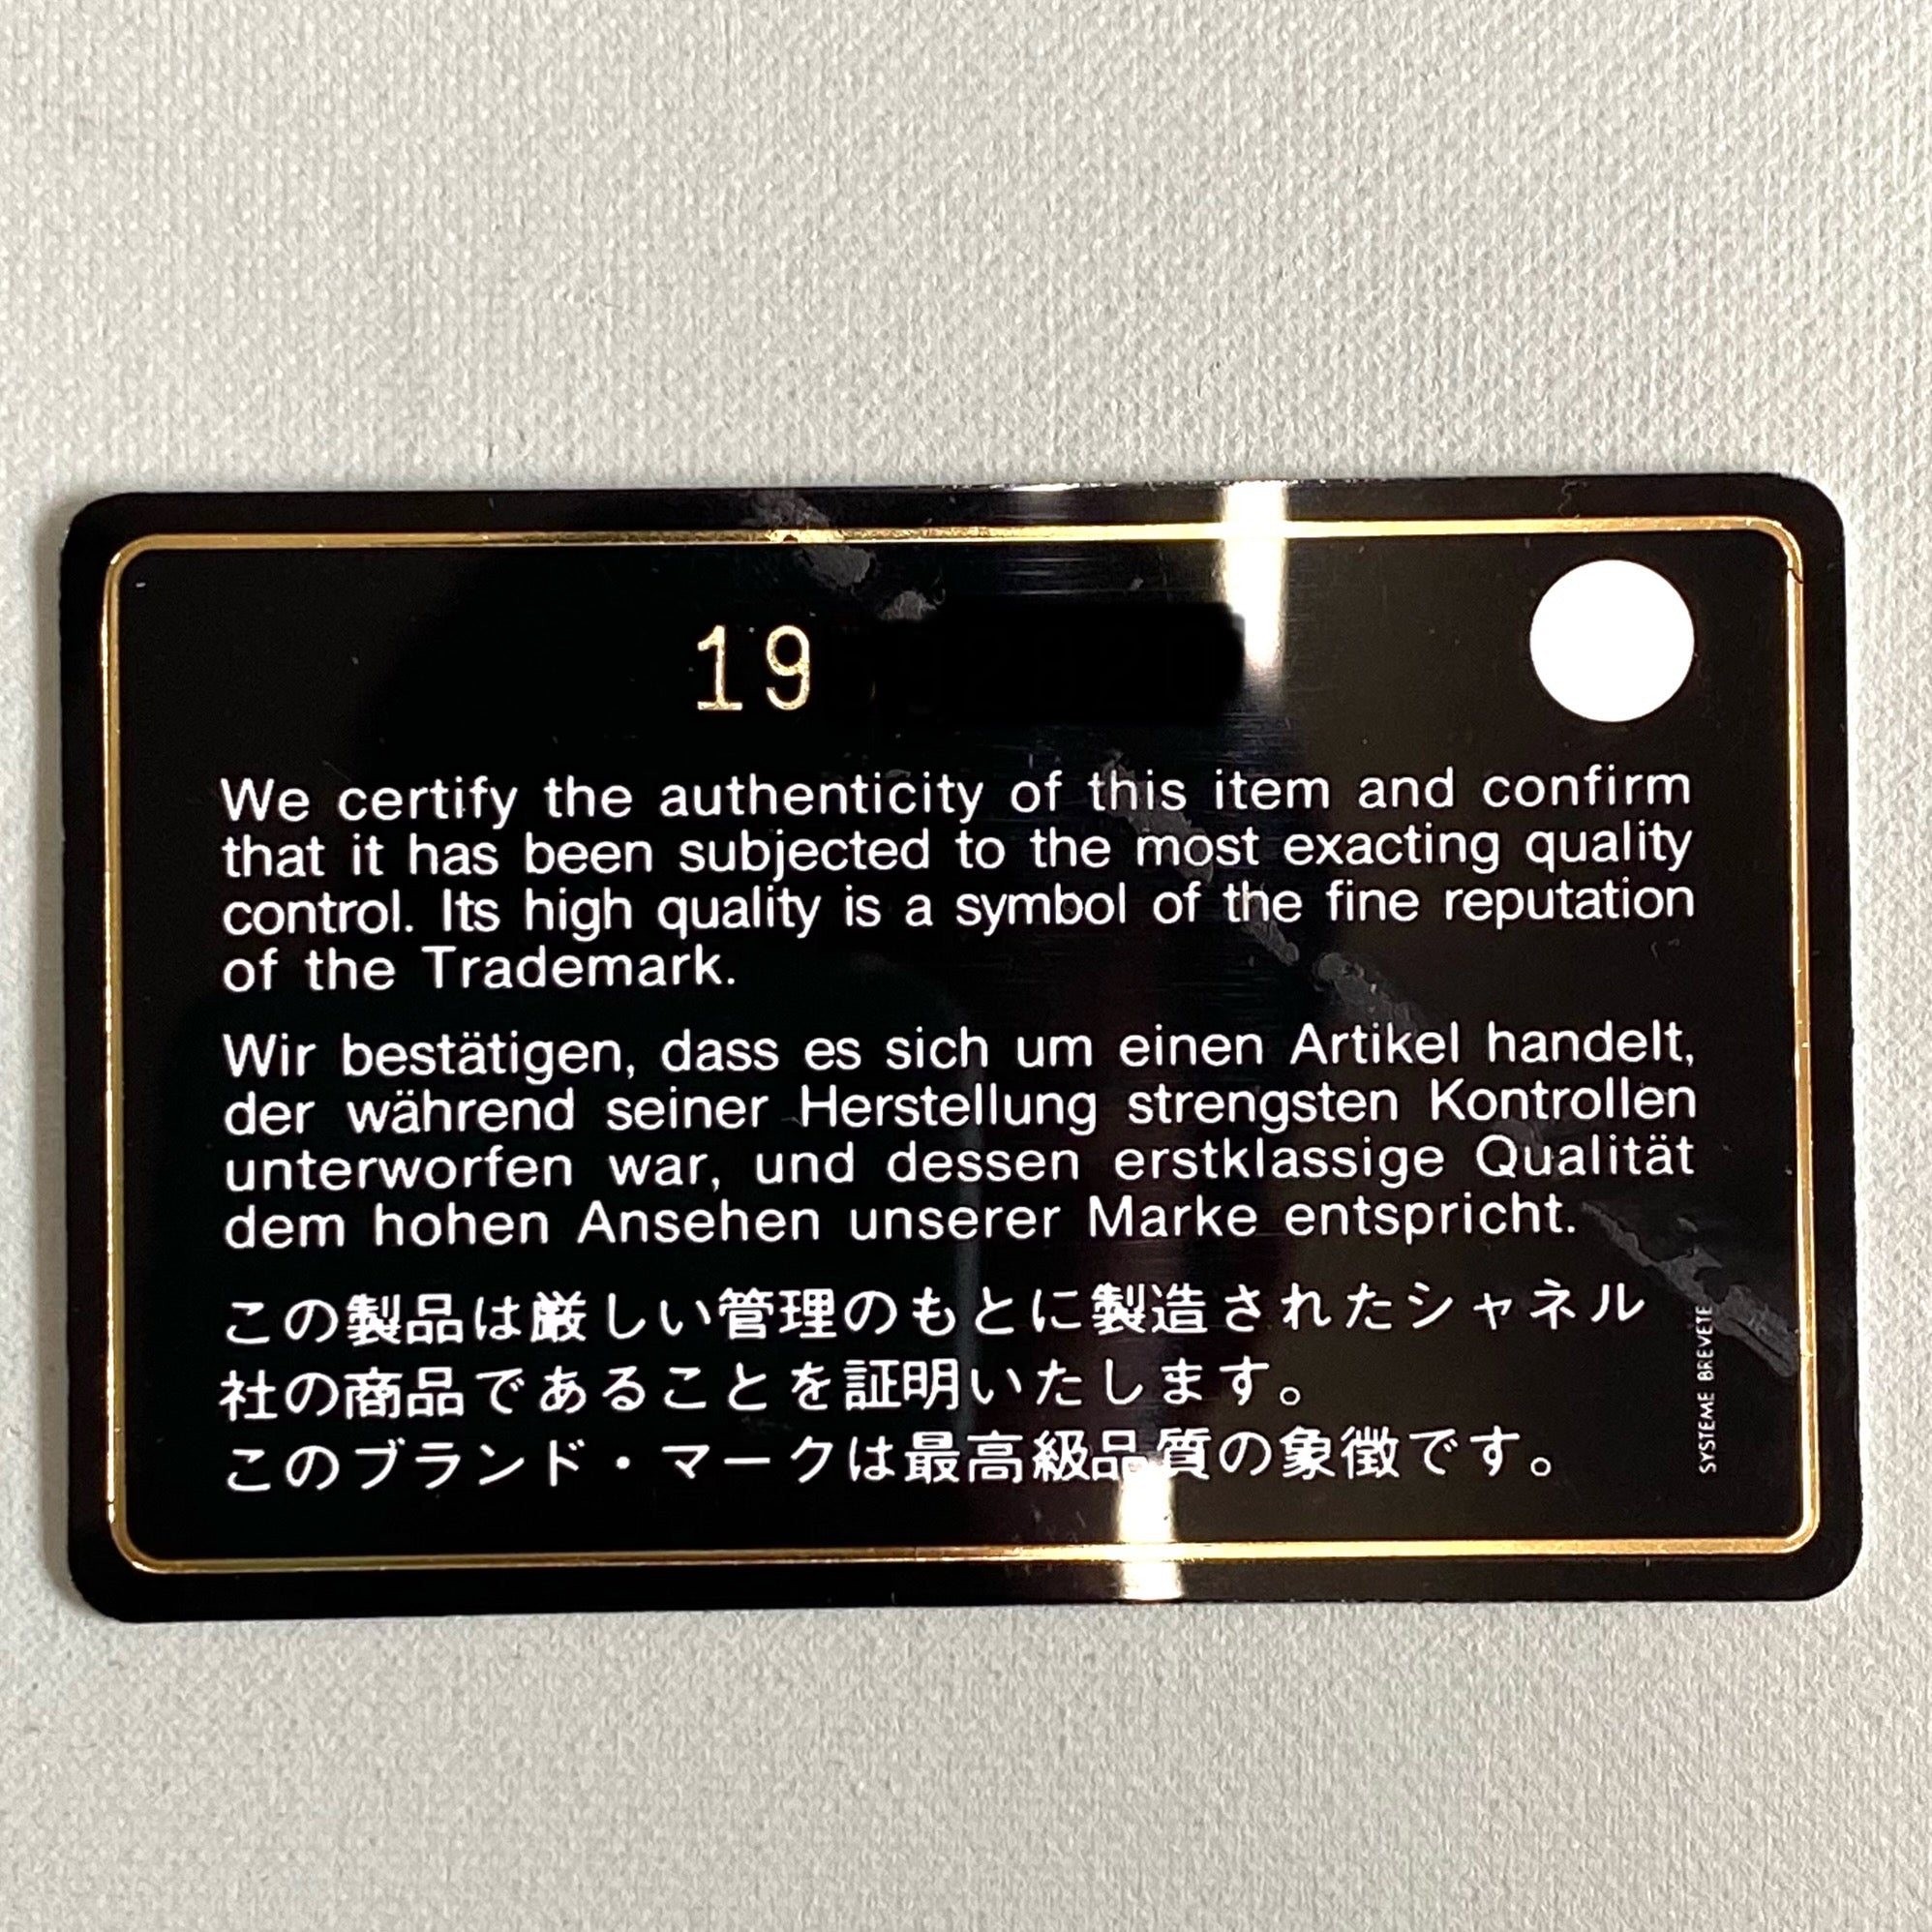 19
We certify the authenticity of this item and confirm
that it has been subjected to the most exacting quality
control. Its high quality is a symbol of the fine reputation
of the Trademark.
Wir bestätigen, dass es sich um einen Artikel handelt,
der während seiner Herstellung strengsten Kontrollen
unterworfen war, und dessen erstklassige Qualität
dem hohen Ansehen unserer Marke entspricht.
この製品は厳しい管理のもとに製造されたシャネル
社の商品であることを証明いたします。
このブランド・マークは最高級品質の象徴です。
SYSTEME BREVETE